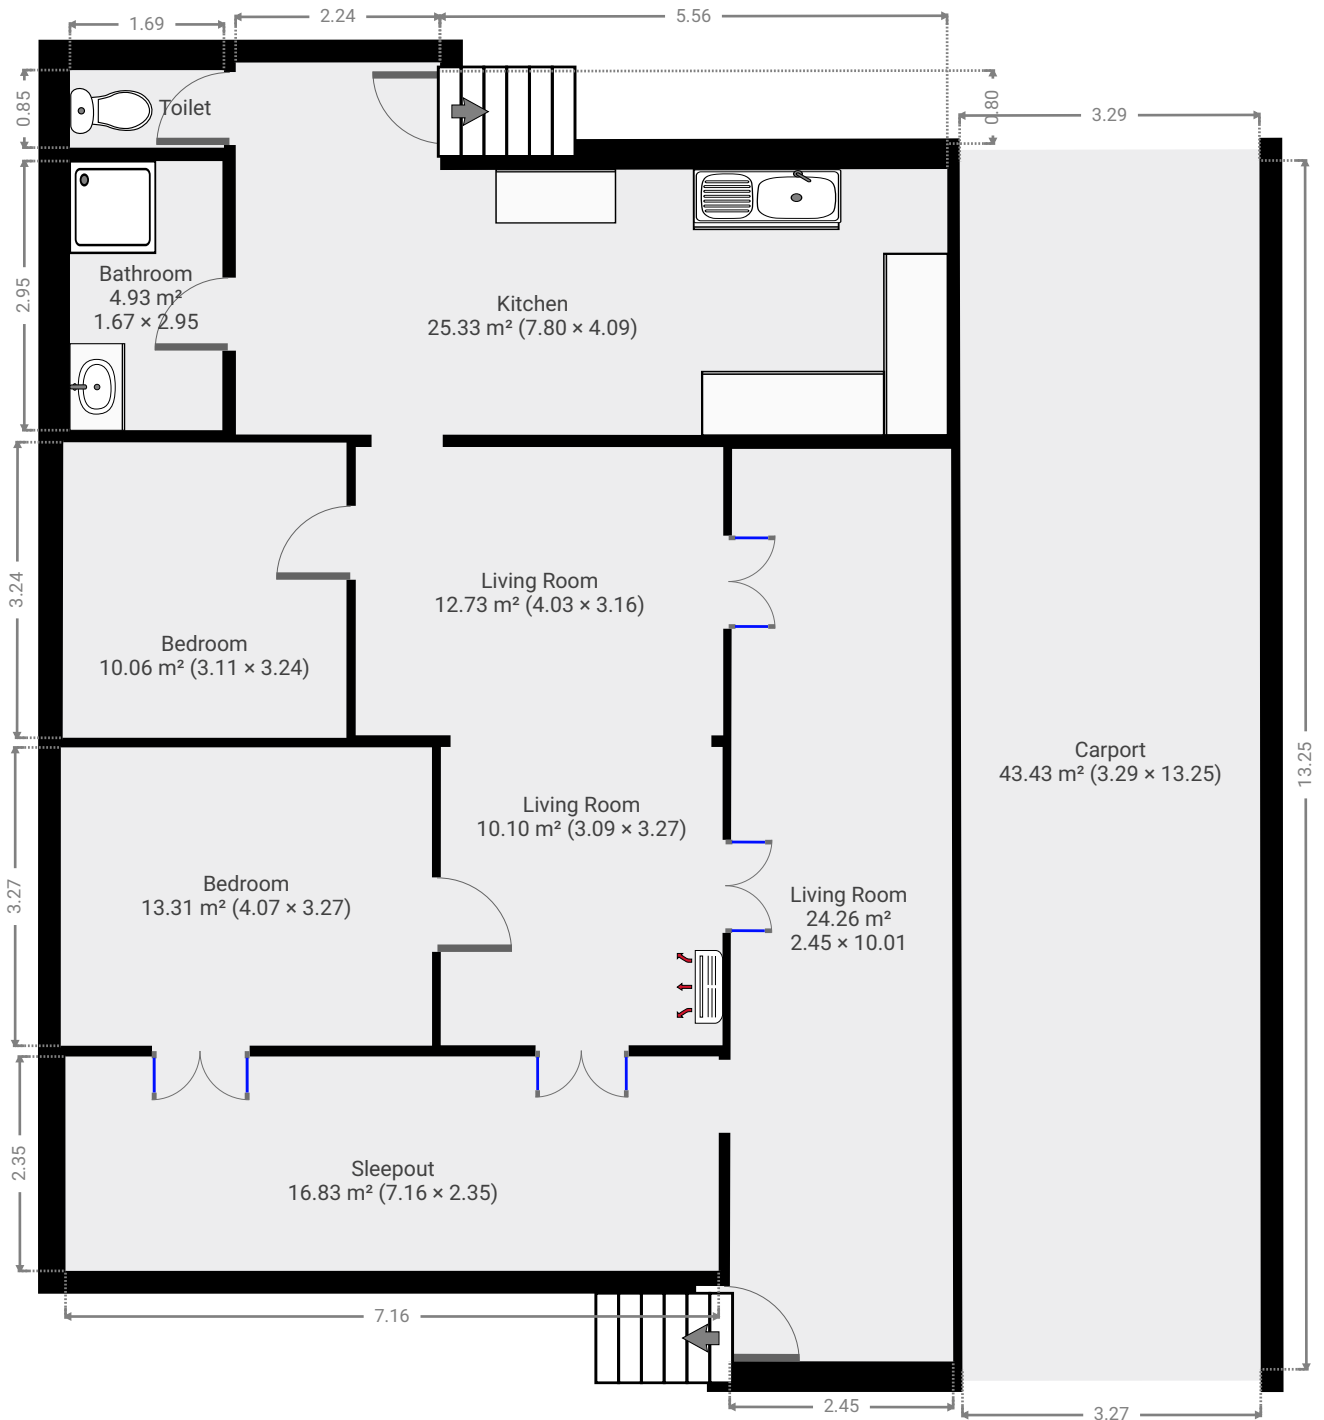 1.69
2.24
5.56
0.85
Toilet
0.80
3.29
2.95
Bathroom
4.93 m²
1.67 × 2.95
Kitchen
25.33 m² (7.80 × 4.09)
3.24
Living Room
12.73 m² (4.03 × 3.16)
Bedroom
10.06 m² (3.11 × 3.24)
Carport
43.43 m² (3.29 × 13.25)
13.25
Living Room
10.10 m² (3.09 × 3.27)
3.27
Bedroom
13.31 m² (4.07 × 3.27)
Living Room
24.26 m²
2.45 × 10.01
2.35
Sleepout
16.83 m² (7.16 × 2.35)
7.16
2.45
3.27